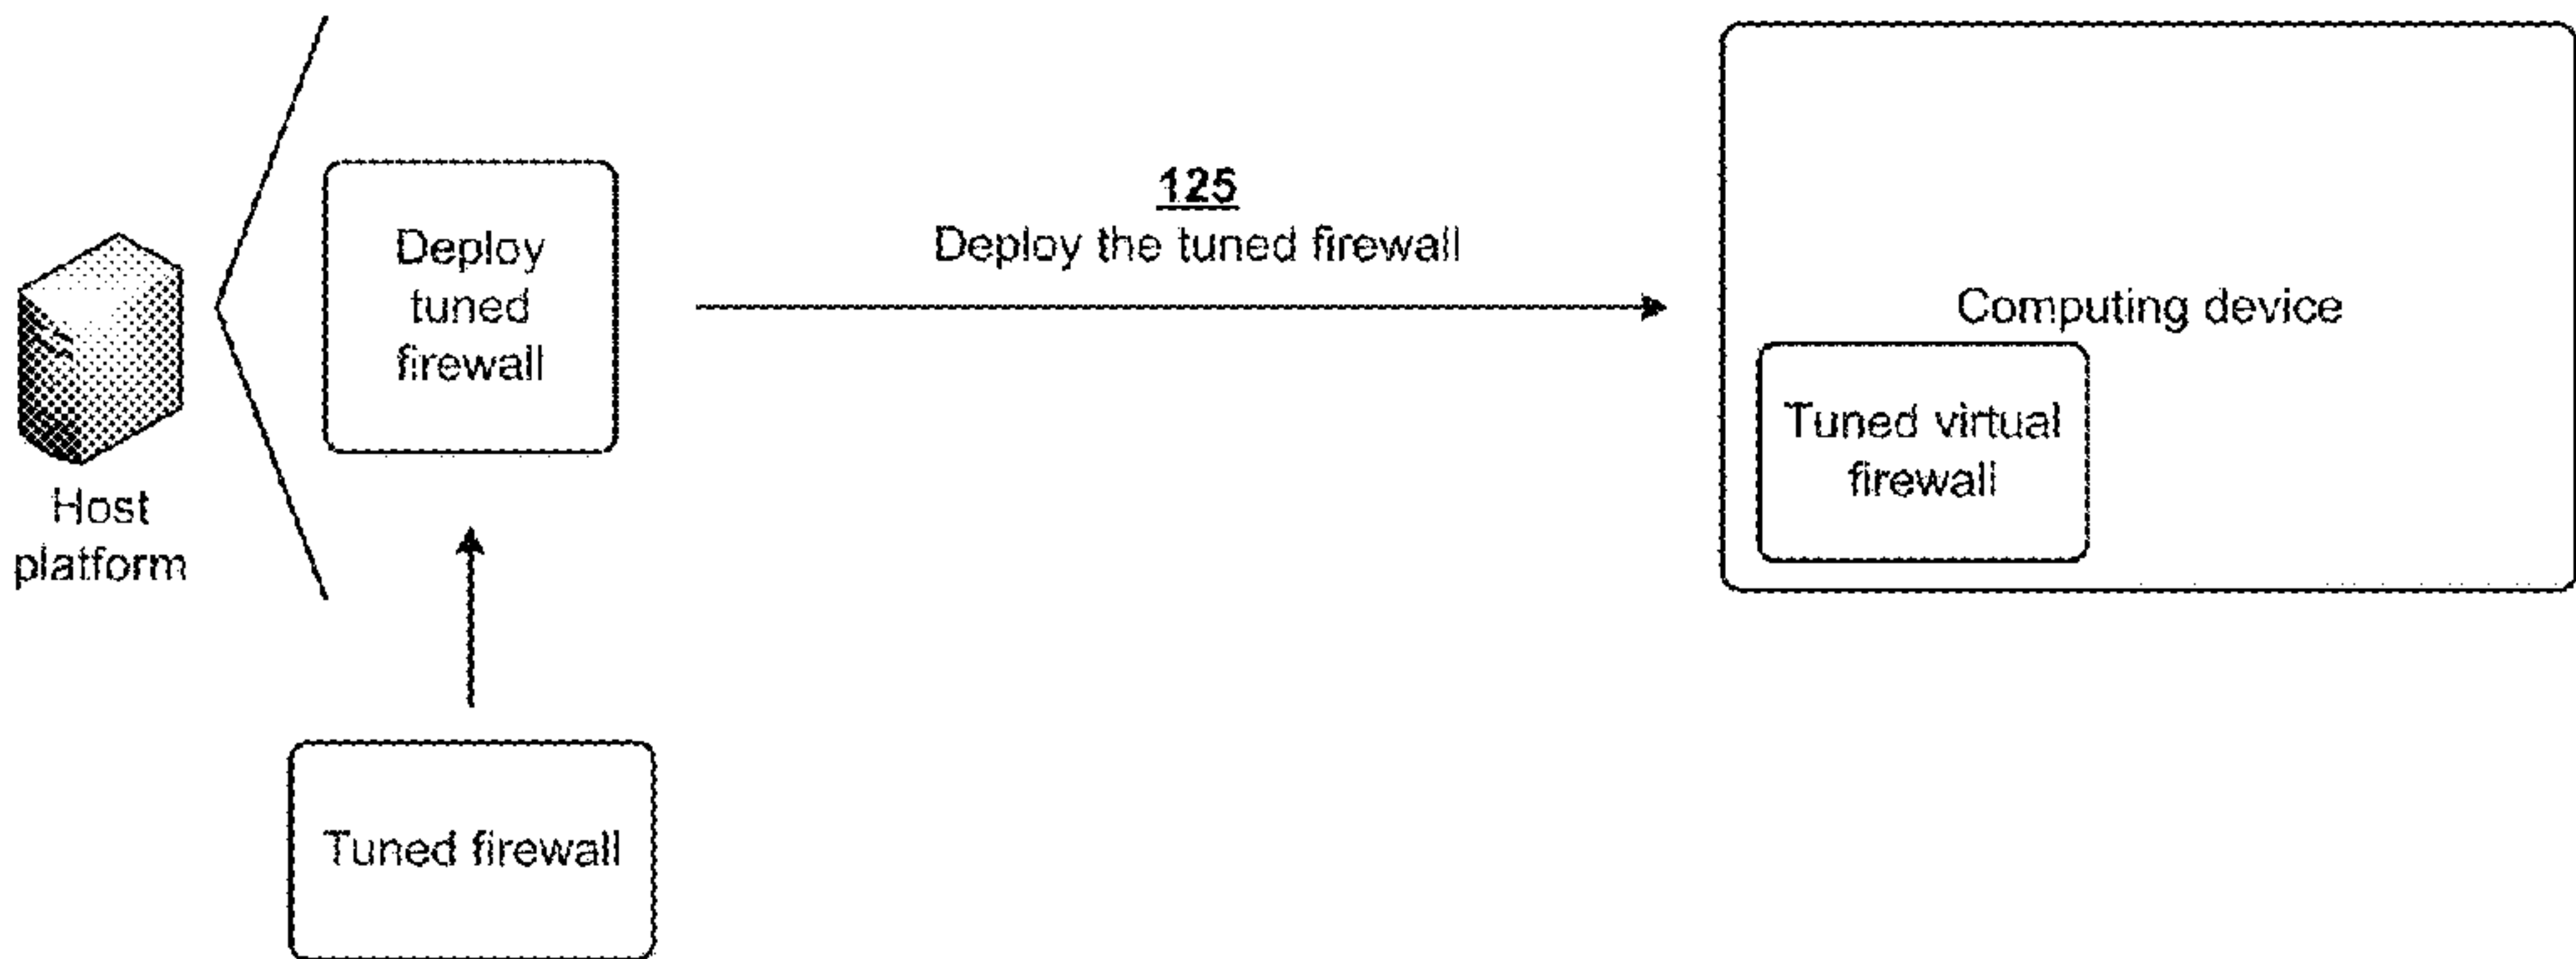 Host
platform
Deploy
tuned
firewall
125
Deploy the tuned firewall
Computing device
Tuned virtual
firewall
Tuned firewall